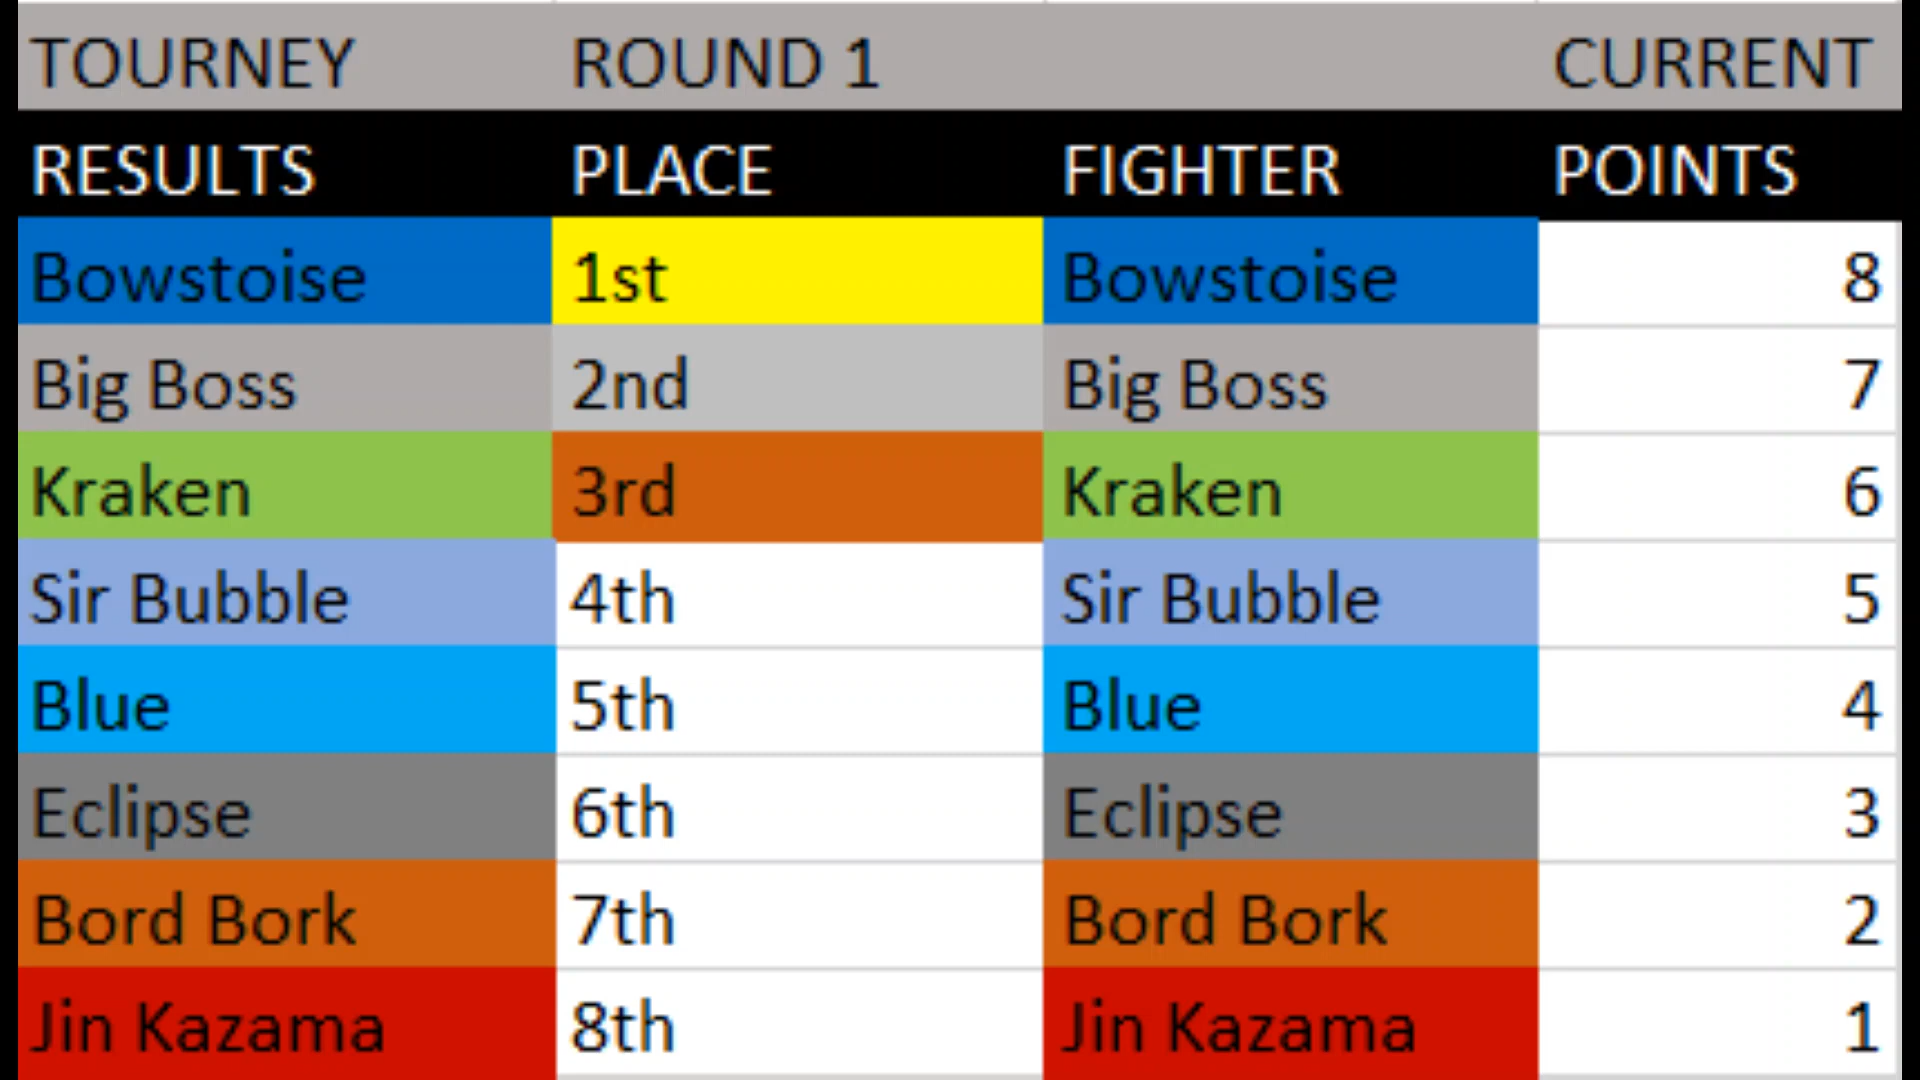 TOURNEY ROUND 1 CURRENT
RESULTS PLACE FIGHTER POINTS
Bowstoise 1st Bowstoise 8
Big Boss 2nd Big Boss 7
Kraken 3rd Kraken 6
Sir Bubble 4th Sir Bubble 5
Blue 5th Blue 4
Eclipse 6th Eclipse 3
Bord Bork 7th Bord Bork 2
Jin Kazama 8th Jin Kazama 1